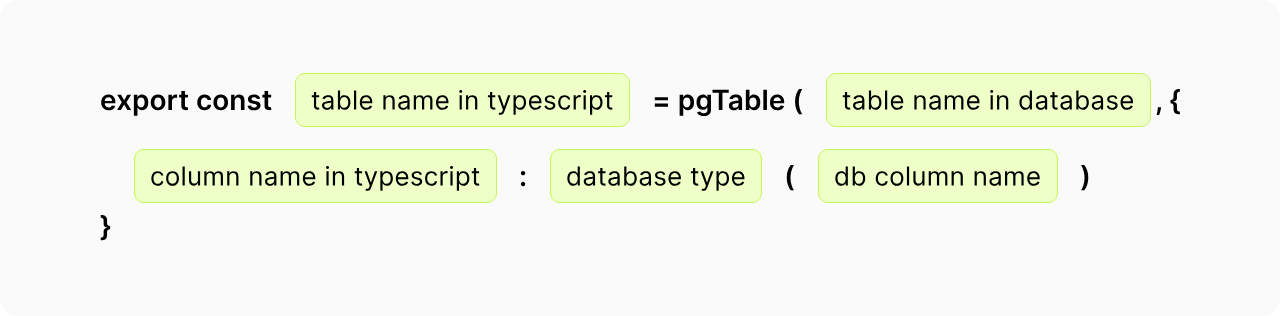 export const table name in typescript = pgTable ( table name in database , {
column name in typescript : database type ( db column name )
}